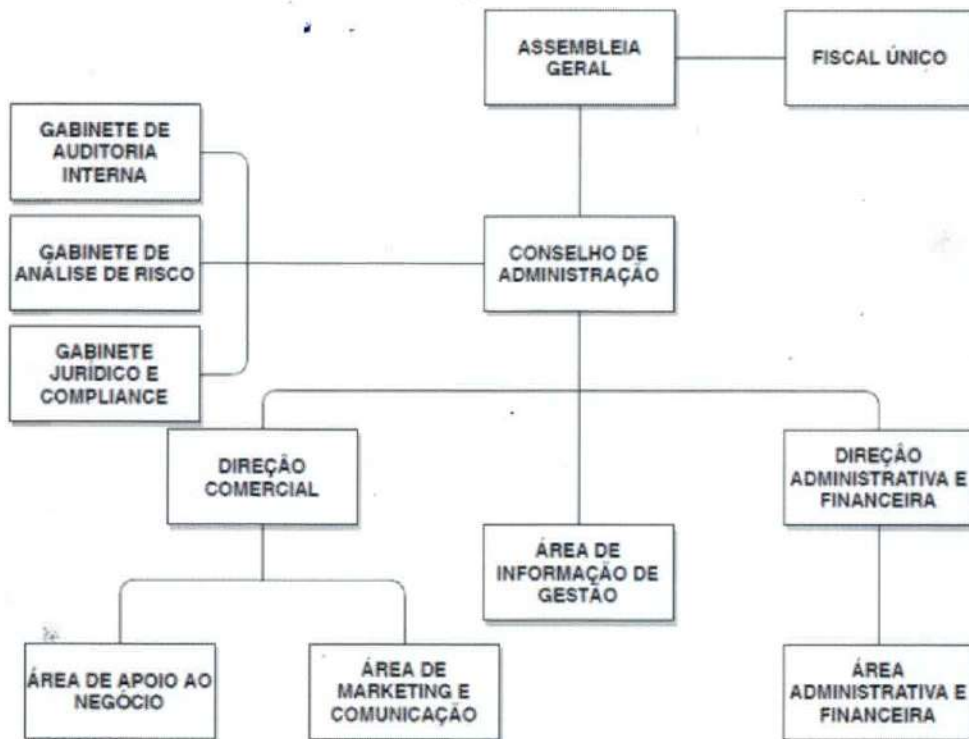 ASSEMBLEIA
GERAL
FISCAL ÚNICO
GABINETE DE
AUDITORIA
INTERNA
GABINETE DE
ANÁLISE DE RISCO
CONSELHO DE
ADMINISTRAÇÃO
GABINETE
JURÍDICO E
COMPLIANCE
DIREÇÃO
COMERCIAL
DIREÇÃO
ADMINISTRATIVA E
FINANCEIRA
ÁREA DE
INFORMAÇÃO DE
GESTÃO
ÁREA DE APOIO AO
NEGÓCIO
ÁREA DE
MARKETING E
COMUNICAÇÃO
ÁREA
ADMINISTRATIVA E
FINANCEIRA